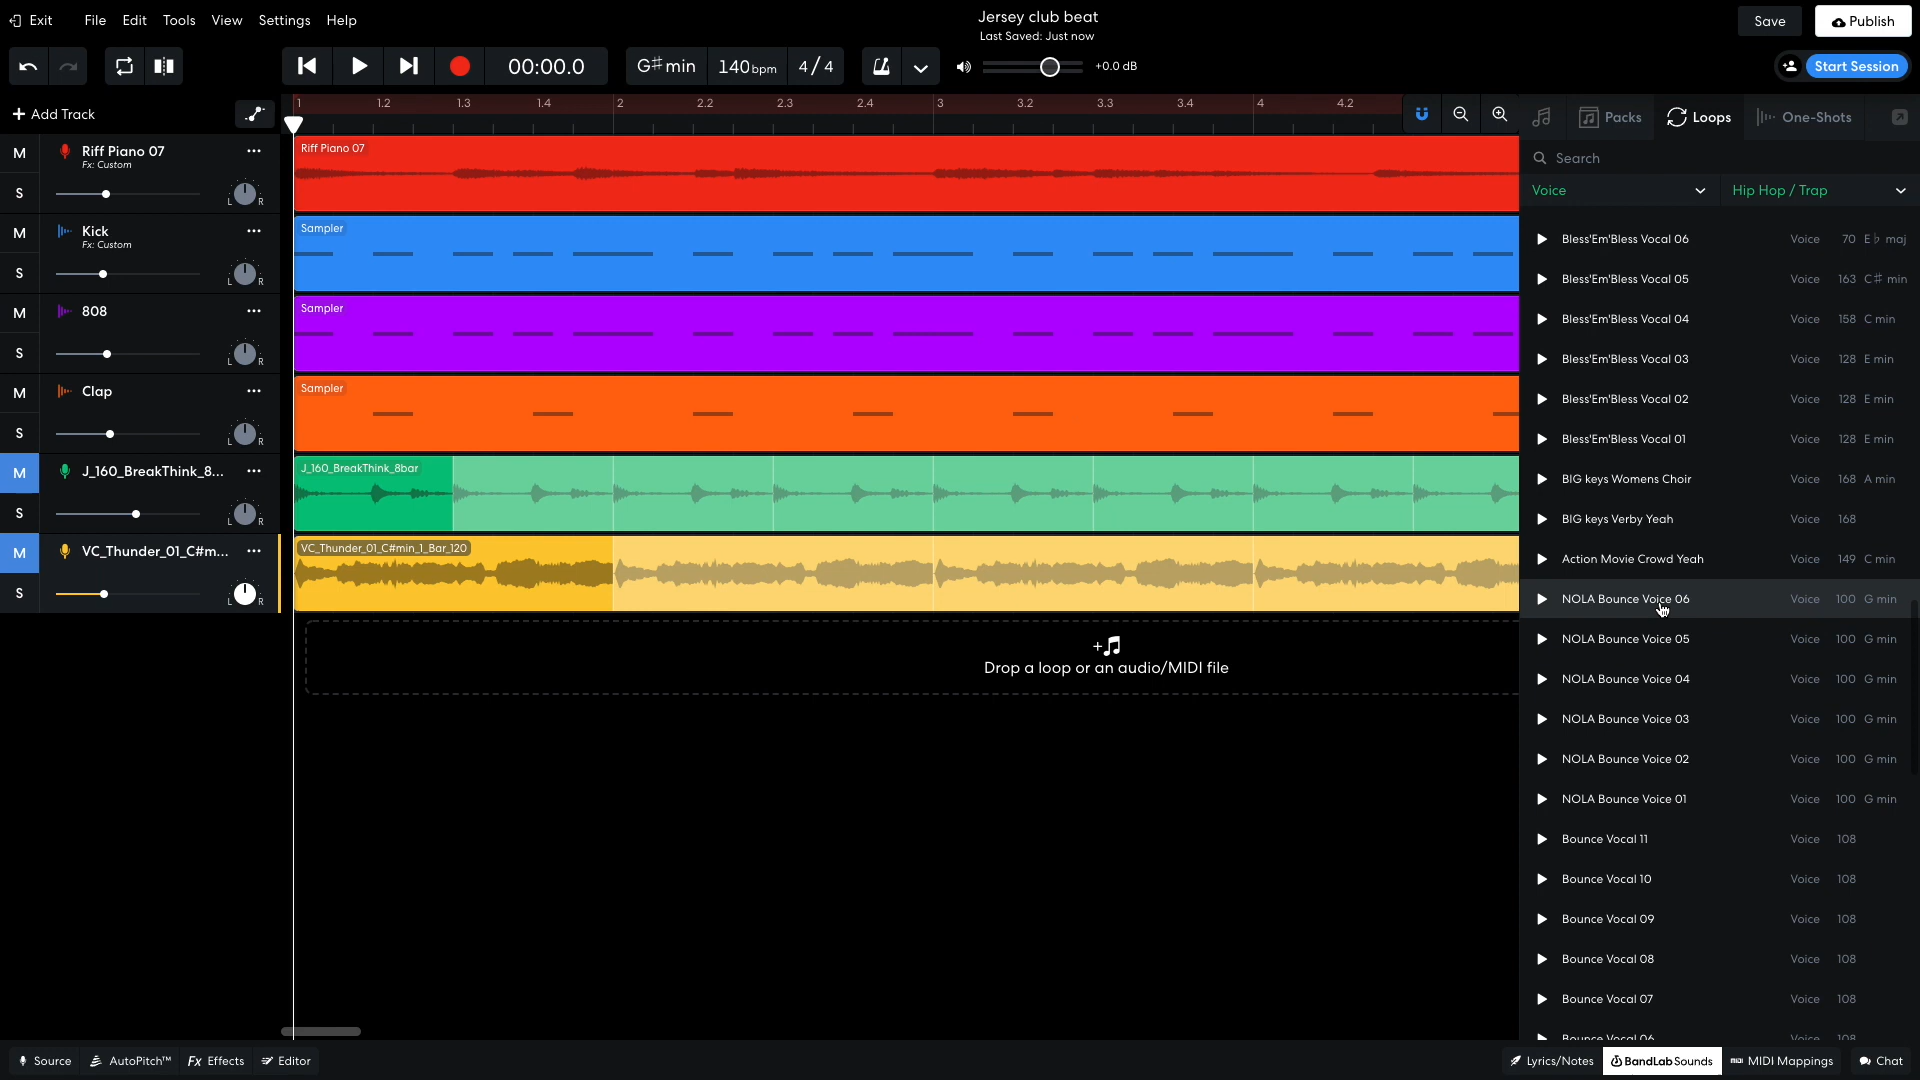 Exit File Edit Tools View Settings Help
Jersey club beat
Last Saved: Just now
Save Publish
00:00.0 G♯min 140bpm 4/4 +0.0 dB Start Session
+ Add Track
1 1.2 1.3 1.4 2 2.2 2.3 2.4 3 3.2 3.3 3.4 4 4.2
Packs Loops One-Shots
Search
Voice Hip Hop / Trap
M Riff Piano 07
Fx: Custom
S L R
Riff Piano 07
M Kick
Fx: Custom
S L R
Sampler
M 808
S L R
Sampler
M Clap
S L R
Sampler
M J_160_BreakThink_8...
S L R
J_160_BreakThink_8bar
M VC_Thunder_01_C#m...
S L R
VC_Thunder_01_C#min_1_Bar_120
Drop a loop or an audio/MIDI file
Bless'Em'Bless Vocal 06 Voice 70 E♭ maj
Bless'Em'Bless Vocal 05 Voice 163 C♯ min
Bless'Em'Bless Vocal 04 Voice 158 C min
Bless'Em'Bless Vocal 03 Voice 128 E min
Bless'Em'Bless Vocal 02 Voice 128 E min
Bless'Em'Bless Vocal 01 Voice 128 E min
BIG keys Womens Choir Voice 168 A min
BIG keys Verby Yeah Voice 168
Action Movie Crowd Yeah Voice 149 C min
NOLA Bounce Voice 06 Voice 100 G min
NOLA Bounce Voice 05 Voice 100 G min
NOLA Bounce Voice 04 Voice 100 G min
NOLA Bounce Voice 03 Voice 100 G min
NOLA Bounce Voice 02 Voice 100 G min
NOLA Bounce Voice 01 Voice 100 G min
Bounce Vocal 11 Voice 108
Bounce Vocal 10 Voice 108
Bounce Vocal 09 Voice 108
Bounce Vocal 08 Voice 108
Bounce Vocal 07 Voice 108
Bounce Vocal 06 Voice 108
Source AutoPitch™ Fx Effects Editor
Lyrics/Notes BandLab Sounds MIDI Mappings Chat